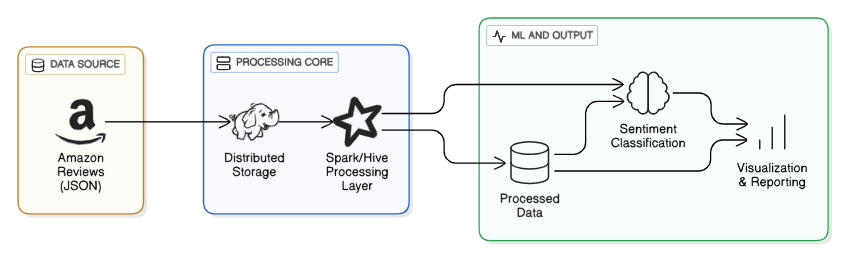 DATA SOURCE
a
Amazon
Reviews
(JSON)
PROCESSING CORE
Distributed
Storage
Spark/Hive
Processing
Layer
ML AND OUTPUT
Sentiment
Classification
Processed
Data
Visualization
& Reporting